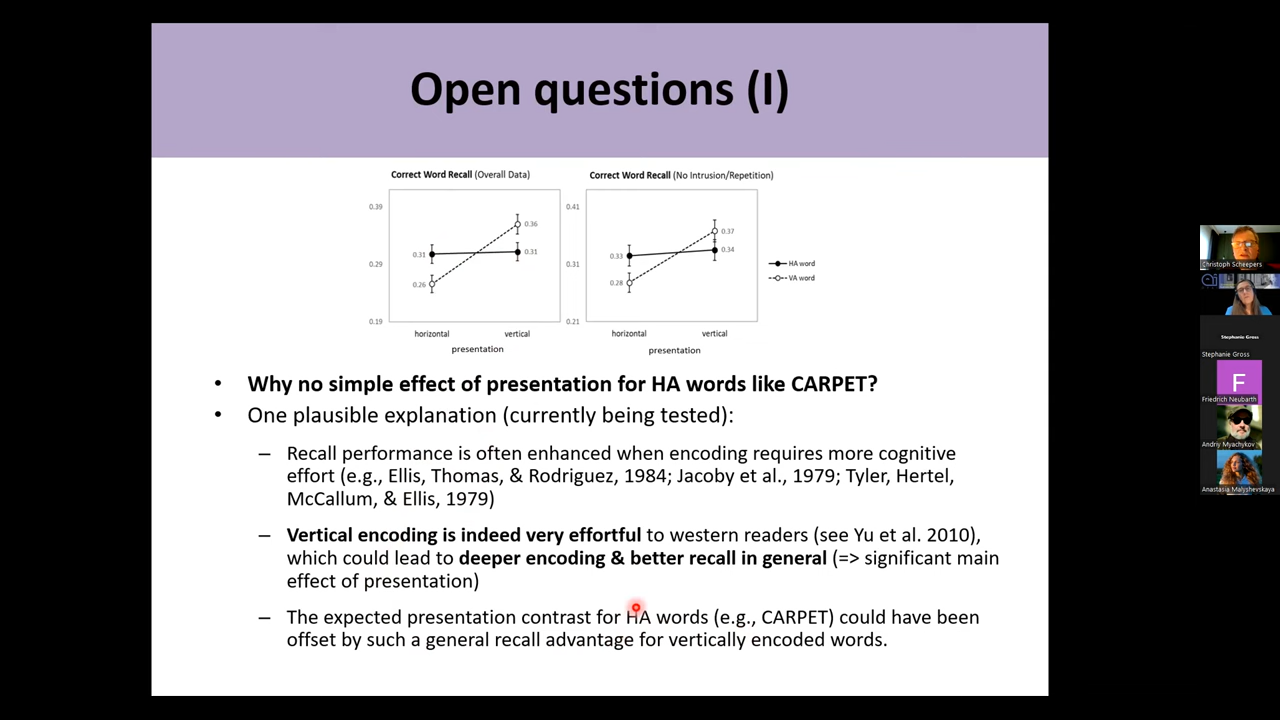 Open questions (I)
Correct Word Recall (Overall Data)
0.39
0.29
0.19
0.31
0.26
0.36
0.31
horizontal
vertical
presentation
Correct Word Recall (No Intrusion/Repetition)
0.41
0.31
0.21
0.33
0.28
0.37
0.34
horizontal
vertical
presentation
HA word
VA word
• Why no simple effect of presentation for HA words like CARPET?
• One plausible explanation (currently being tested):
– Recall performance is often enhanced when encoding requires more cognitive
effort (e.g., Ellis, Thomas, & Rodriguez, 1984; Jacoby et al., 1979; Tyler, Hertel,
McCallum, & Ellis, 1979)
– Vertical encoding is indeed very effortful to western readers (see Yu et al. 2010),
which could lead to deeper encoding & better recall in general (=> significant main
effect of presentation)
– The expected presentation contrast for HA words (e.g., CARPET) could have been
offset by such a general recall advantage for vertically encoded words.
Christoph Scheepers
Stephanie Gross
Stephanie Gross
F
Friedrich Neubarth
Andriy Myachykov
Anastasia Malyshevskaya